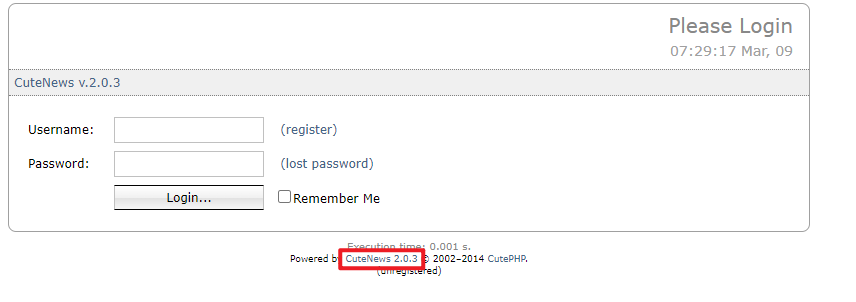 Please Login
07:29:17 Mar, 09
CuteNews v.2.0.3
Username: (register)
Password: (lost password)
Login... Remember Me
Execution time: 0.001 s.
Powered by CuteNews 2.0.3 © 2002–2014 CutePHP.
(unregistered)